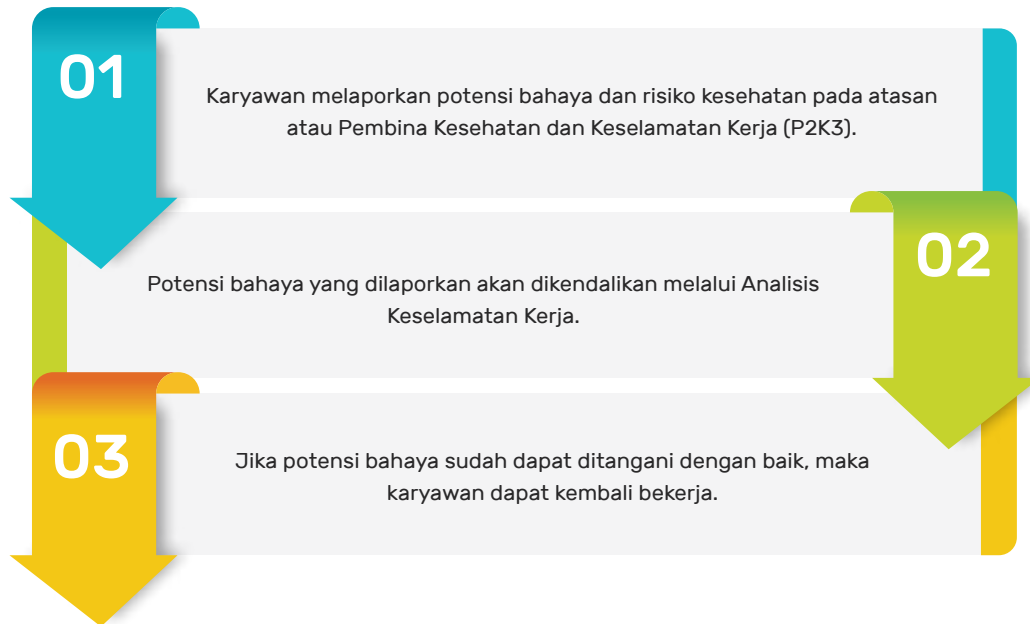 01
Karyawan melaporkan potensi bahaya dan risiko kesehatan pada atasan
atau Pembina Kesehatan dan Keselamatan Kerja (P2K3).
02
Potensi bahaya yang dilaporkan akan dikendalikan melalui Analisis
Keselamatan Kerja.
03
Jika potensi bahaya sudah dapat ditangani dengan baik, maka
karyawan dapat kembali bekerja.